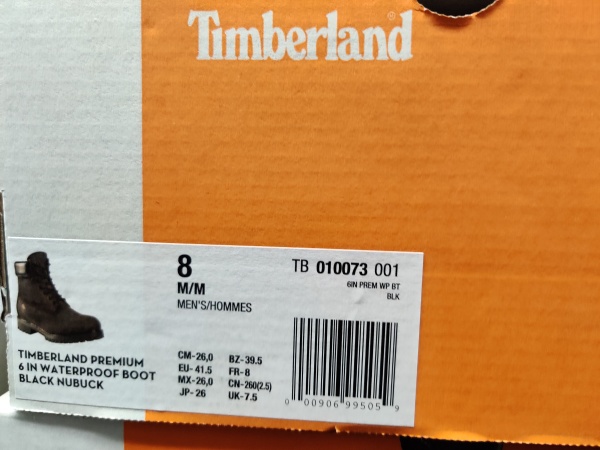 Timberland®
8
M/M
MEN'S/HOMMES
TB 010073 001
6IN PREM WP BT
BLK
TIMBERLAND PREMIUM
6 IN WATERPROOF BOOT
BLACK NUBUCK
CM-26,0 BZ-39.5
EU-41.5 FR-8
MX-26,0 CN-260(2.5)
JP-26 UK-7.5
0 00906 99505 9